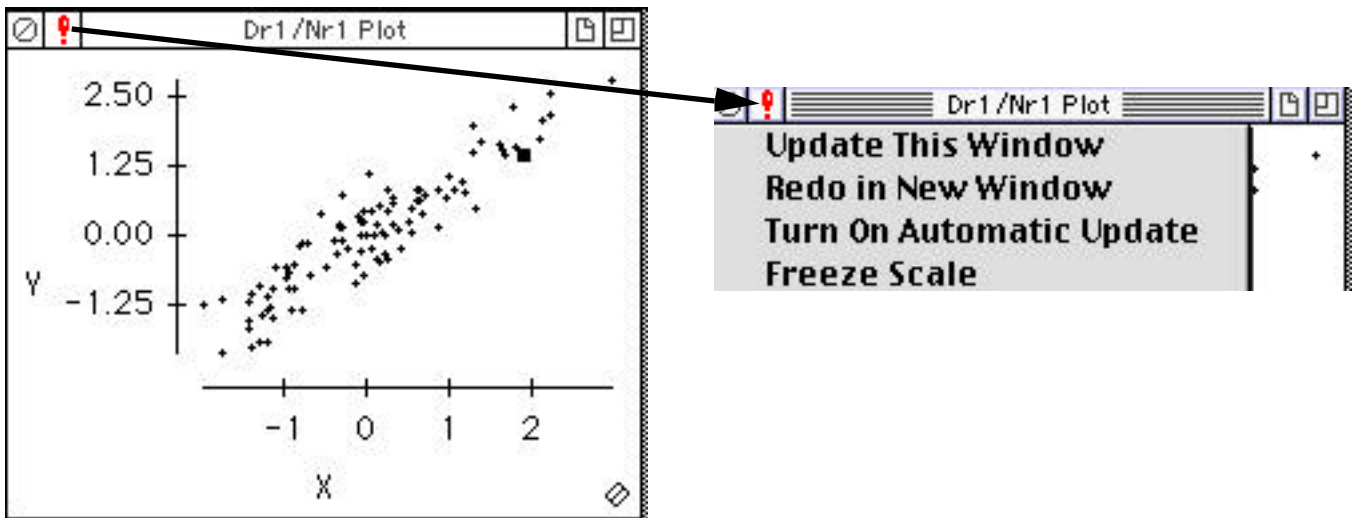 Dr1/Nr1 Plot
2.50
1.25
0.00
Y
-1.25
-1 0 1 2
X
Dr1/Nr1 Plot
Update This Window
Redo in New Window
Turn On Automatic Update
Freeze Scale